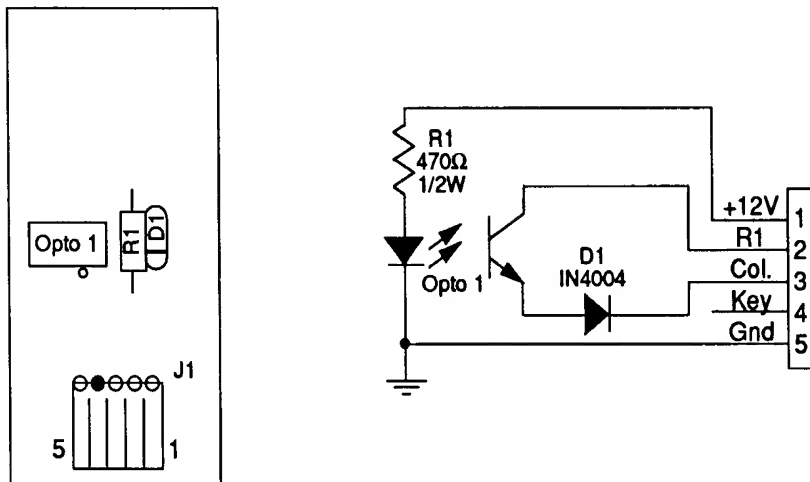 Opto 1
R1
D1
J1
5
1
R1
470Ω
1/2W
Opto 1
D1
IN4004
+12V
1
R1
2
Col.
3
Key
4
Gnd
5